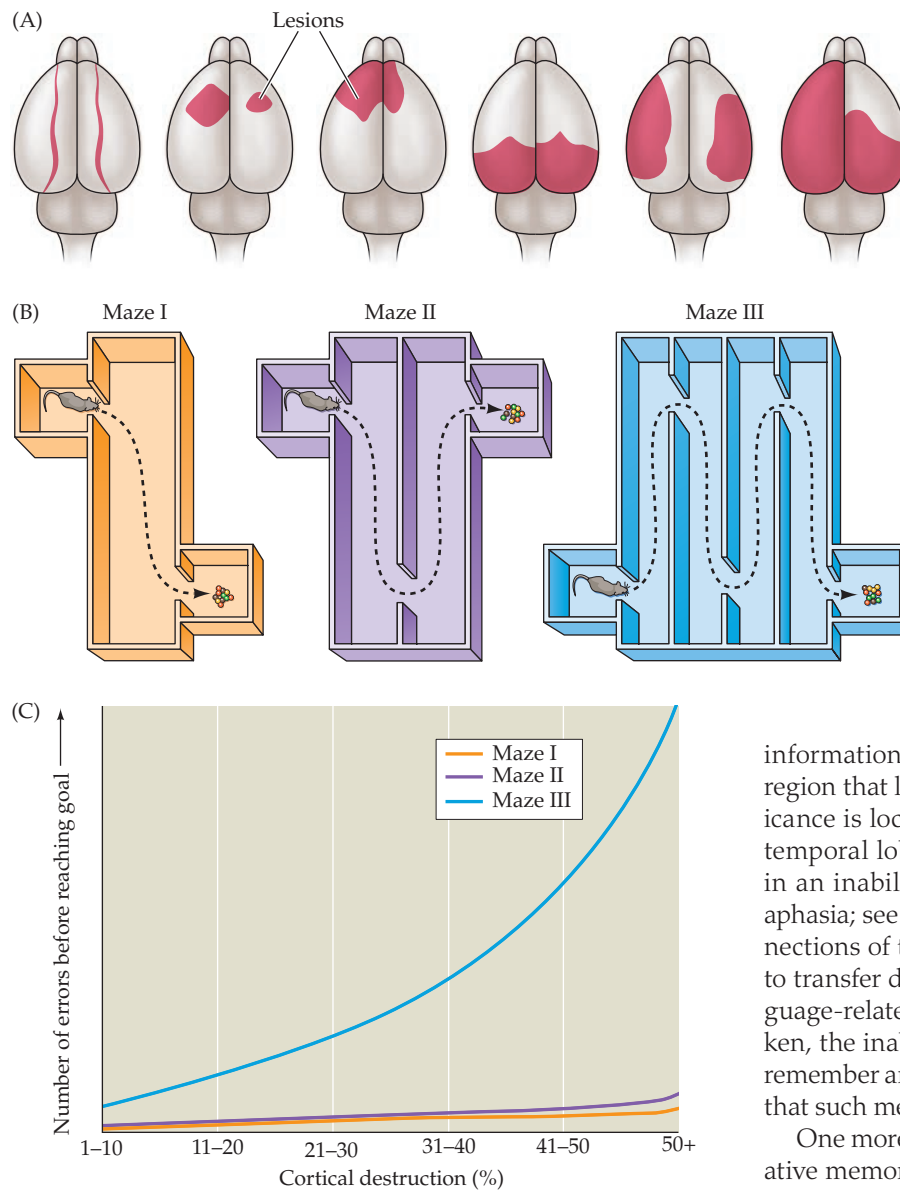 (A)
Lesions
(B)
Maze I
Maze II
Maze III
(C)
Number of errors before reaching goal
Maze I
Maze II
Maze III
1–10
11–20
21–30
31–40
41–50
50+
Cortical destruction (%)
information
region that l
icance is loc
temporal lob
in an inabil
aphasia; see
nections of t
to transfer d
guage-relate
ken, the inab
remember ar
that such me
One more
ative memor